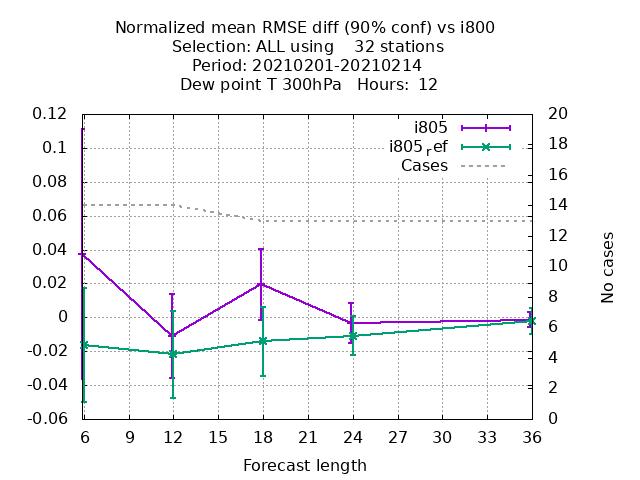 Normalized mean RMSE diff (90% conf) vs i800
Selection: ALL using    32 stations
Period: 20210201-20210214
Dew point T 300hPa   Hours:  12
0.12
0.1
0.08
0.06
0.04
0.02
0
-0.02
-0.04
-0.06
20
18
16
14
12
10
8
6
4
2
0
i805
i805ref
Cases
No cases
6 9 12 15 18 21 24 27 30 33 36
Forecast length